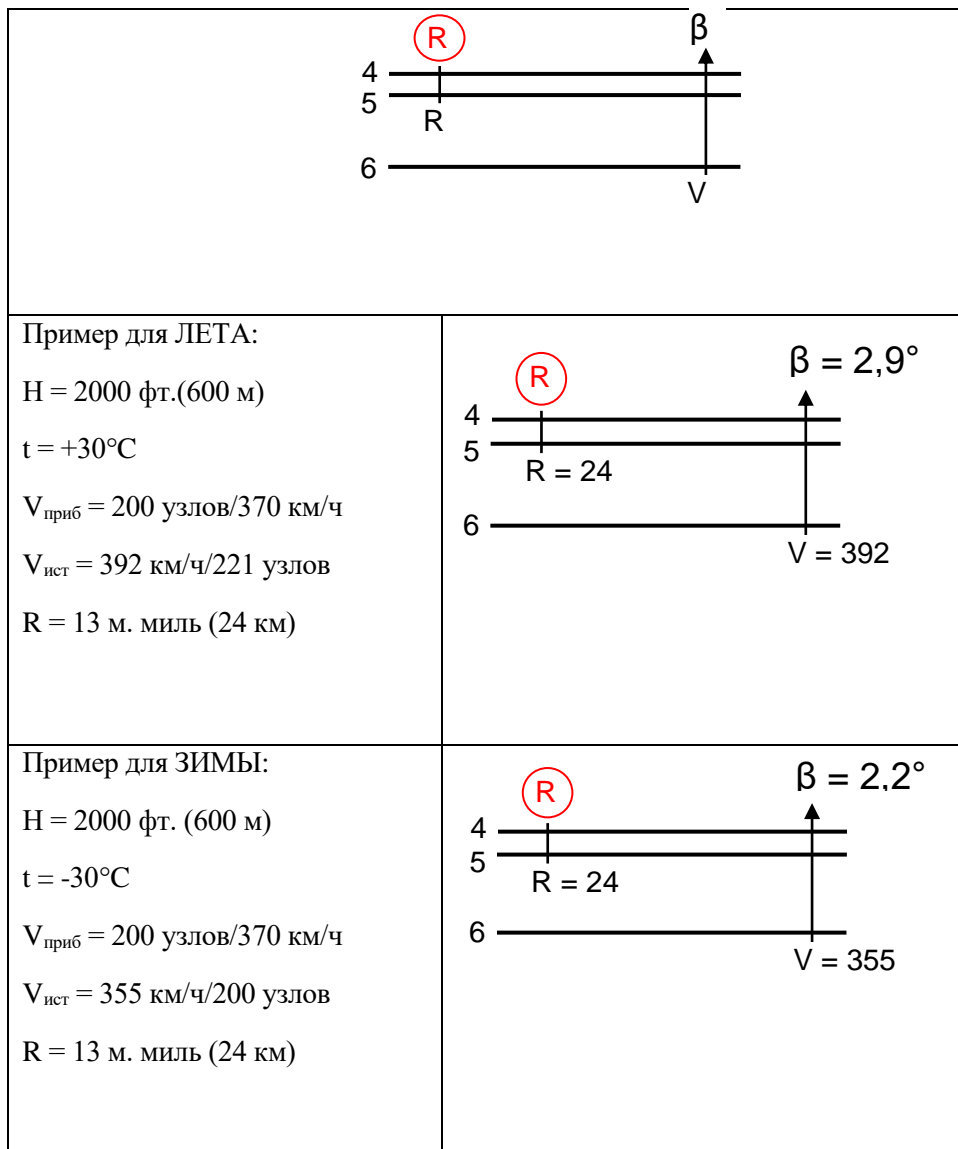 R
β
4
5
R
6
V
Пример для ЛЕТА:
H = 2000 фт.(600 м)
t = +30°C
Vприб = 200 узлов/370 км/ч
Vист = 392 км/ч/221 узлов
R = 13 м. миль (24 км)
β = 2,9°
R
4
5
R = 24
6
V = 392
Пример для ЗИМЫ:
H = 2000 фт. (600 м)
t = -30°C
Vприб = 200 узлов/370 км/ч
Vист = 355 км/ч/200 узлов
R = 13 м. миль (24 км)
β = 2,2°
R
4
5
R = 24
6
V = 355